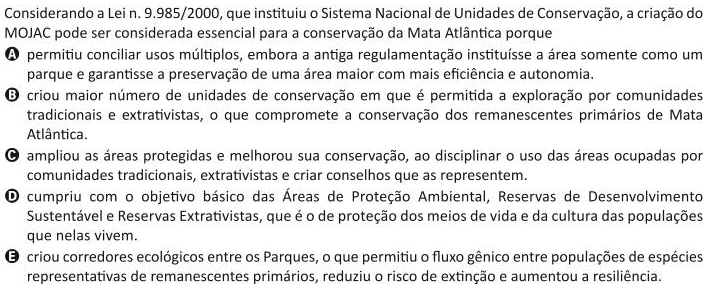 Considerando a Lei n. 9.985/2000, que instituiu o Sistema Nacional de Unidades de Conservação, a criação do
MOJAC pode ser considerada essencial para a conservação da Mata Atlântica porque
A permitiu conciliar usos múltiplos, embora a antiga regulamentação instituísse a área somente como um
parque e garantisse a preservação de uma área maior com mais eficiência e autonomia.
B criou maior número de unidades de conservação em que é permitida a exploração por comunidades
tradicionais e extrativistas, o que compromete a conservação dos remanescentes primários de Mata
Atlântica.
C ampliou as áreas protegidas e melhorou sua conservação, ao disciplinar o uso das áreas ocupadas por
comunidades tradicionais, extrativistas e criar conselhos que as representem.
D cumpriu com o objetivo básico das Áreas de Proteção Ambiental, Reservas de Desenvolvimento
Sustentável e Reservas Extrativistas, que é o de proteção dos meios de vida e da cultura das populações
que nelas vivem.
E criou corredores ecológicos entre os Parques, o que permitiu o fluxo gênico entre populações de espécies
representativas de remanescentes primários, reduziu o risco de extinção e aumentou a resiliência.